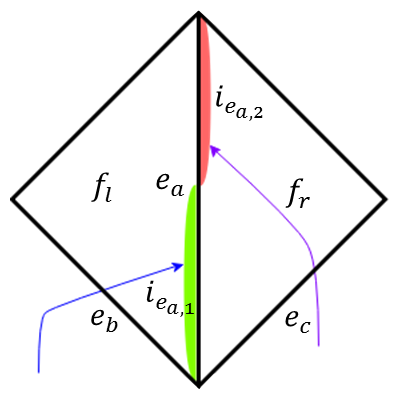 i_{e_{a,2}}
f_l
e_a
f_r
i_{e_{a,1}}
e_b
e_c